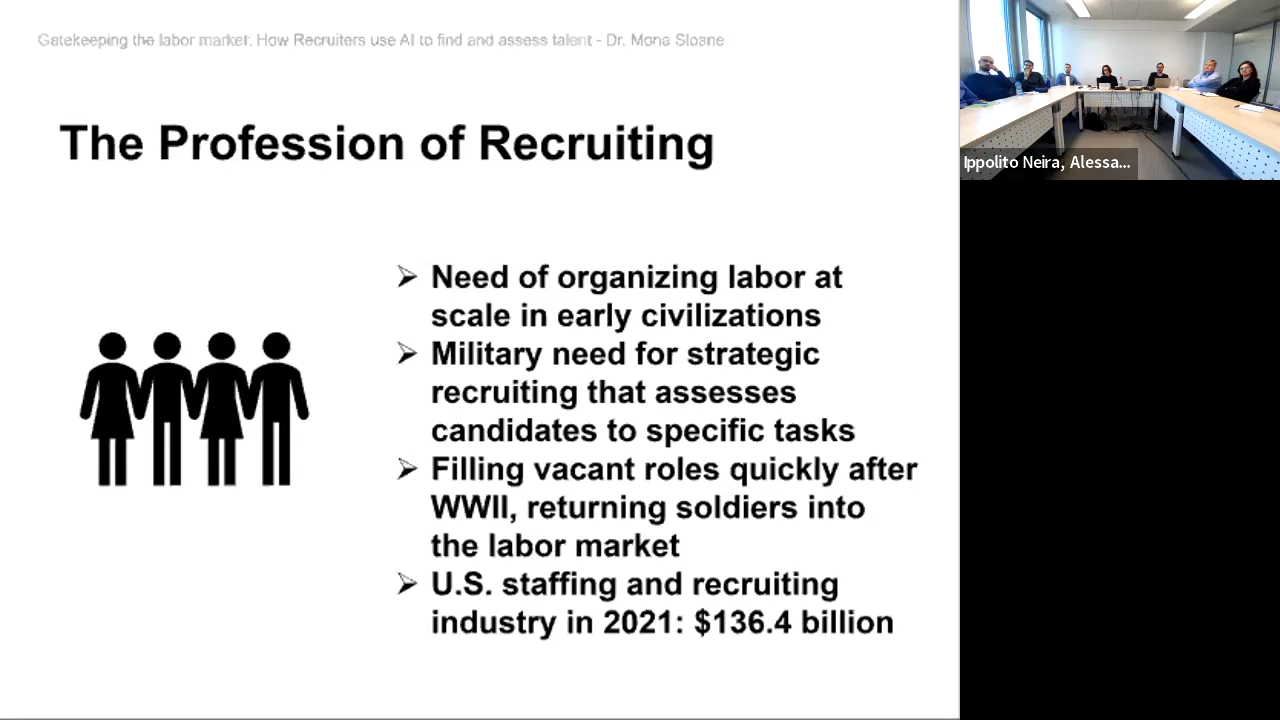 Gatekeeping the labor market: How Recruiters use AI to find and assess talent - Dr. Mona Sloane
The Profession of Recruiting
➢ Need of organizing labor at
scale in early civilizations
➢ Military need for strategic
recruiting that assesses
candidates to specific tasks
➢ Filling vacant roles quickly after
WWII, returning soldiers into
the labor market
➢ U.S. staffing and recruiting
industry in 2021: $136.4 billion
Ippolito Neira, Alessa...